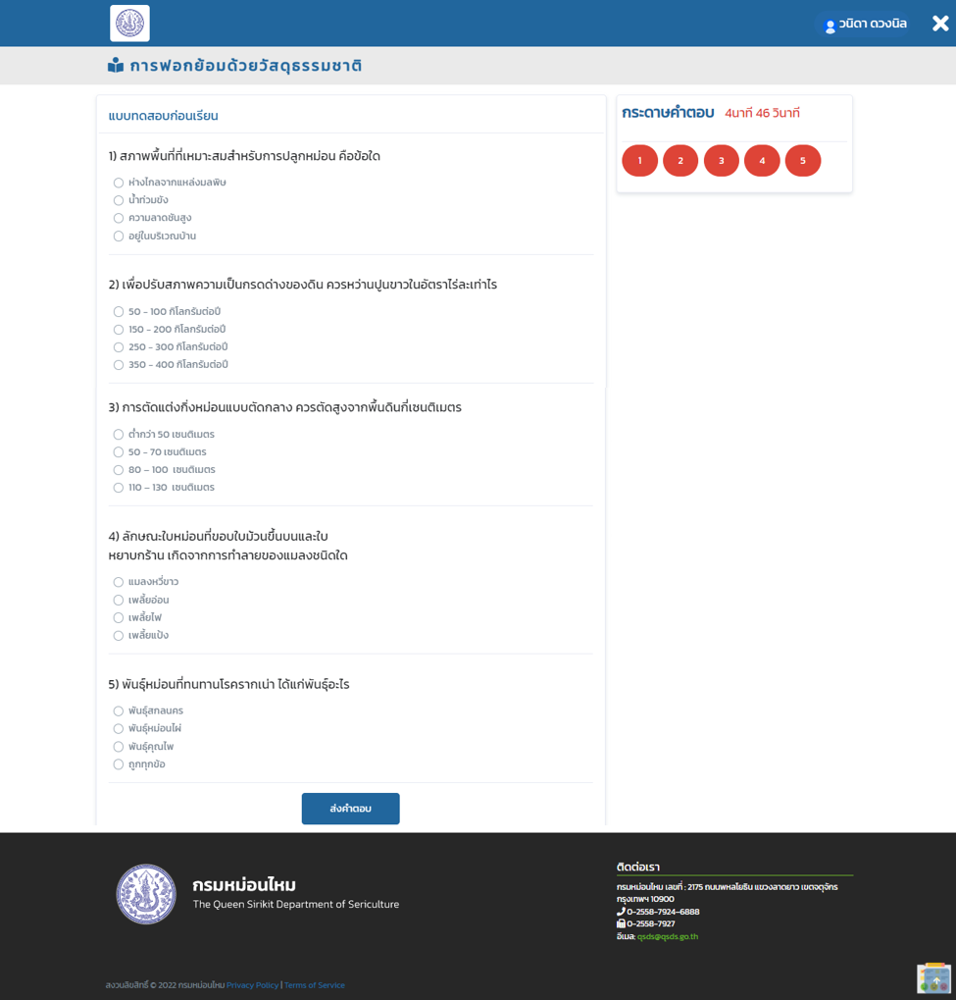 วนิดา ดวงนิล
การฟอกย้อมด้วยวัสดุธรรมชาติ
แบบทดสอบก่อนเรียน
1) สภาพพื้นที่ที่เหมาะสมสำหรับการปลูกหม่อน คือข้อใด
ห่างไกลจากแหล่งมลพิษ
น้ำท่วมขัง
ความลาดชันสูง
อยู่ในบริเวณบ้าน
2) เพื่อปรับสภาพความเป็นกรดด่างของดิน ควรหว่านปูนขาวในอัตราไร่ละเท่าไร
50 - 100 กิโลกรัมต่อปี
150 - 200 กิโลกรัมต่อปี
250 - 300 กิโลกรัมต่อปี
350 - 400 กิโลกรัมต่อปี
3) การตัดแต่งกิ่งหม่อนแบบตัดกลาง ควรตัดสูงจากพื้นดินกี่เซนติเมตร
ต่ำกว่า 50 เซนติเมตร
50 - 70 เซนติเมตร
80 – 100 เซนติเมตร
110 – 130 เซนติเมตร
4) ลักษณะใบหม่อนที่ขอบใบม้วนขึ้นบนและใบ
หยาบกร้าน เกิดจากการทำลายของแมลงชนิดใด
แมลงหวี่ขาว
เพลี้ยอ่อน
เพลี้ยไฟ
เพลี้ยแป้ง
5) พันธุ์หม่อนที่ทนทานโรครากเน่า ได้แก่พันธุ์อะไร
พันธุ์สกลนคร
พันธุ์หม่อนไผ่
พันธุ์คุณไพ
ถูกทุกข้อ
ส่งคำตอบ
กระดาษคำตอบ 4นาที 46 วินาที
1 2 3 4 5
กรมหม่อนไหม
The Queen Sirikit Department of Sericulture
ติดต่อเรา
กรมหม่อนไหม เลขที่ : 2175 ถนนพหลโยธิน แขวงลาดยาว เขตจตุจักร
กรุงเทพฯ 10900
0-2558-7924-6888
0-2558-7927
อีเมล: qsds@qsds.go.th
สงวนลิขสิทธิ์ © 2022 กรมหม่อนไหม Privacy Policy | Terms of Service